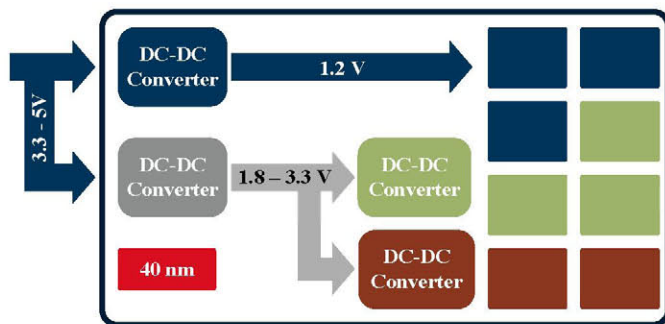 3.3 - 5V
DC-DC
Converter
1.2 V
DC-DC
Converter
1.8 – 3.3 V
DC-DC
Converter
DC-DC
Converter
40 nm